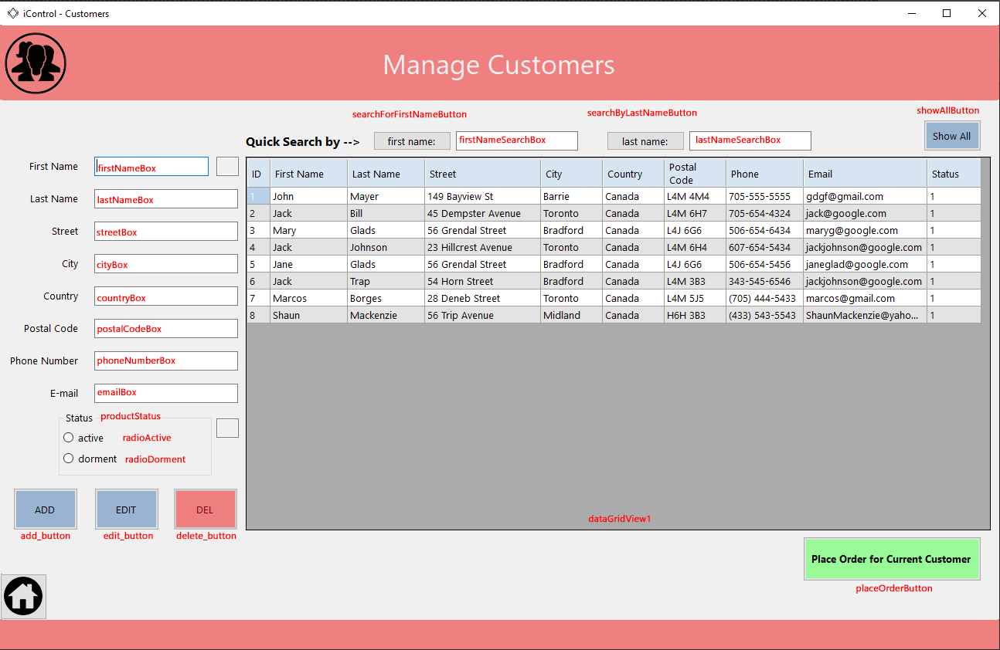 iControl - Customers
Manage Customers
searchForFirstNameButton searchByLastNameButton showAllButton
Quick Search by --> first name: firstNameSearchBox last name: lastNameSearchBox Show All
First Name firstNameBox
Last Name lastNameBox
Street streetBox
City cityBox
Country countryBox
Postal Code postalCodeBox
Phone Number phoneNumberBox
E-mail emailBox
Status productStatus
active radioActive
dorment radioDorment
ADD EDIT DEL
add_button edit_button delete_button
ID First Name Last Name Street City Country Postal Code Phone Email Status
1 John Mayer 149 Bayview St Barrie Canada L4M 4M4 705-555-5555 gdgf@gmail.com 1
2 Jack Bill 45 Dempster Avenue Toronto Canada L4M 6H7 705-654-4324 jack@google.com 1
3 Mary Glads 56 Grendal Street Bradford Canada L4J 6G6 506-654-6434 maryg@google.com 1
4 Jack Johnson 23 Hillcrest Avenue Toronto Canada L4M 6H4 607-654-5434 jackjohnson@google.com 1
5 Jane Glads 56 Grendal Street Bradford Canada L4J 6G6 506-654-5456 janeglad@google.com 1
6 Jack Trap 54 Horn Street Bradford Canada L4M 3B3 343-545-6546 jackjohnson@google.com 1
7 Marcos Borges 28 Deneb Street Toronto Canada L4M 5J5 (705) 444-5433 marcos@gmail.com 1
8 Shaun Mackenzie 56 Trip Avenue Midland Canada H6H 3B3 (433) 543-5543 ShaunMackenzie@yaho... 1
dataGridView1
Place Order for Current Customer
placeOrderButton